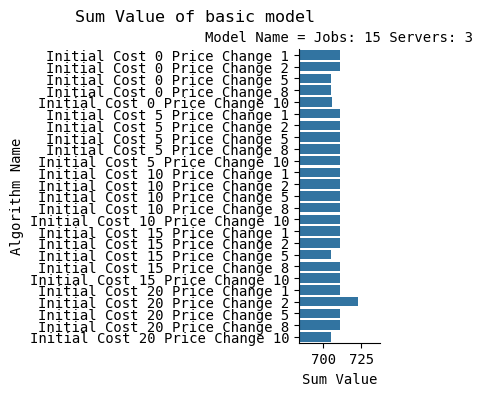 Sum Value of basic model
Model Name = Jobs: 15 Servers: 3
Algorithm Name
Initial Cost 0 Price Change 1
Initial Cost 0 Price Change 2
Initial Cost 0 Price Change 5
Initial Cost 0 Price Change 8
Initial Cost 0 Price Change 10
Initial Cost 5 Price Change 1
Initial Cost 5 Price Change 2
Initial Cost 5 Price Change 5
Initial Cost 5 Price Change 8
Initial Cost 5 Price Change 10
Initial Cost 10 Price Change 1
Initial Cost 10 Price Change 2
Initial Cost 10 Price Change 5
Initial Cost 10 Price Change 8
Initial Cost 10 Price Change 10
Initial Cost 15 Price Change 1
Initial Cost 15 Price Change 2
Initial Cost 15 Price Change 5
Initial Cost 15 Price Change 8
Initial Cost 15 Price Change 10
Initial Cost 20 Price Change 1
Initial Cost 20 Price Change 2
Initial Cost 20 Price Change 5
Initial Cost 20 Price Change 8
Initial Cost 20 Price Change 10
700 725
Sum Value